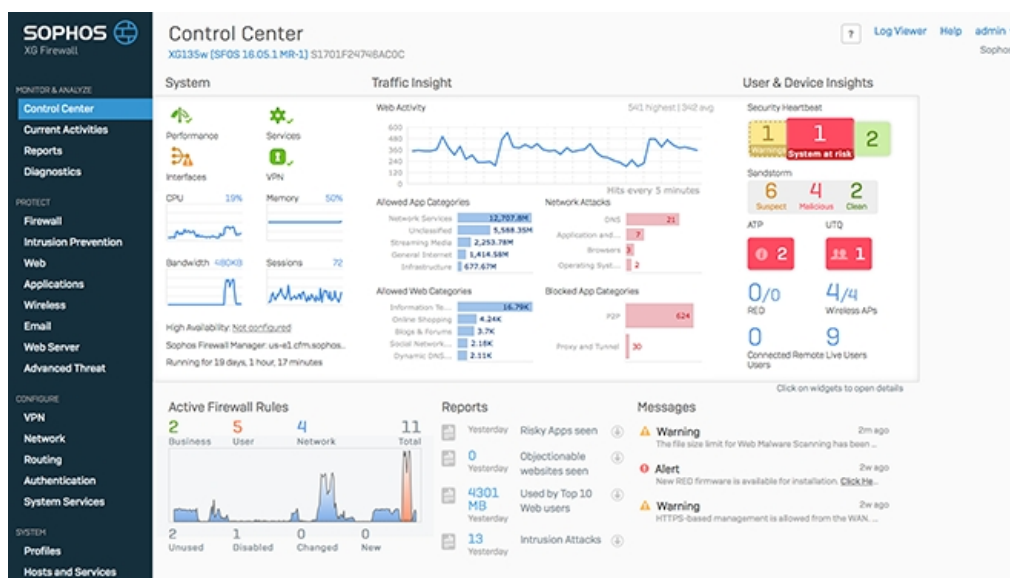 SOPHOS
XG Firewall
MONITOR & ANALYZE
Control Center
Current Activities
Reports
Diagnostics
PROTECT
Firewall
Intrusion Prevention
Web
Applications
Wireless
Email
Web Server
Advanced Threat
CONFIGURE
VPN
Network
Routing
Authentication
System Services
SYSTEM
Profiles
Hosts and Services
Control Center
XG135w [SFOS 16.05.1 MR-1] S1701F24746AC0C
? Log Viewer Help admin
Sophos
System
Performance Services
Interfaces VPN
CPU 19% Memory 50%
Bandwidth 480KB Sessions 72
High Availability: Not configured
Sophos Firewall Manager: us-e1.cfm.sophos..
Running for 19 days, 1 hour, 17 minutes
Traffic Insight
Web Activity 541 highest | 342 avg
600
480
360
240
120
0
Hits every 5 minutes
Allowed App Categories
Network Services 12,707.8M
Unclassified 5,588.35M
Streaming Media 2,253.78M
General Internet 1,414.58M
Infrastructure 677.67M
Network Attacks
DNS 21
Application and... 7
Browsers 3
Operating Syst... 2
Allowed Web Categories
Information Te... 16.79K
Online Shopping 4.24K
Blogs & Forums 3.7K
Social Network... 2.18K
Dynamic DNS... 2.11K
Blocked App Categories
P2P 624
Proxy and Tunnel 30
User & Device Insights
Security Heartbeat
1 1 2
Warnings System at risk
Sandstorm
6 4 2
Suspect Malicious Clean
ATP UTQ
2 1
0/0 4/4
RED Wireless APs
0 9
Connected Remote Users Live Users
Click on widgets to open details
Active Firewall Rules
2 5 4 11
Business User Network Total
2 1 0 0
Unused Disabled Changed New
Reports
Yesterday Risky Apps seen
0 Yesterday Objectionable websites seen
4301 MB Yesterday Used by Top 10 Web users
13 Yesterday Intrusion Attacks
Messages
Warning 2m ago
The file size limit for Web Malware Scanning has been ...
Alert 2w ago
New RED firmware is available for installation. Click He...
Warning 2w ago
HTTPS-based management is allowed from the WAN. ...